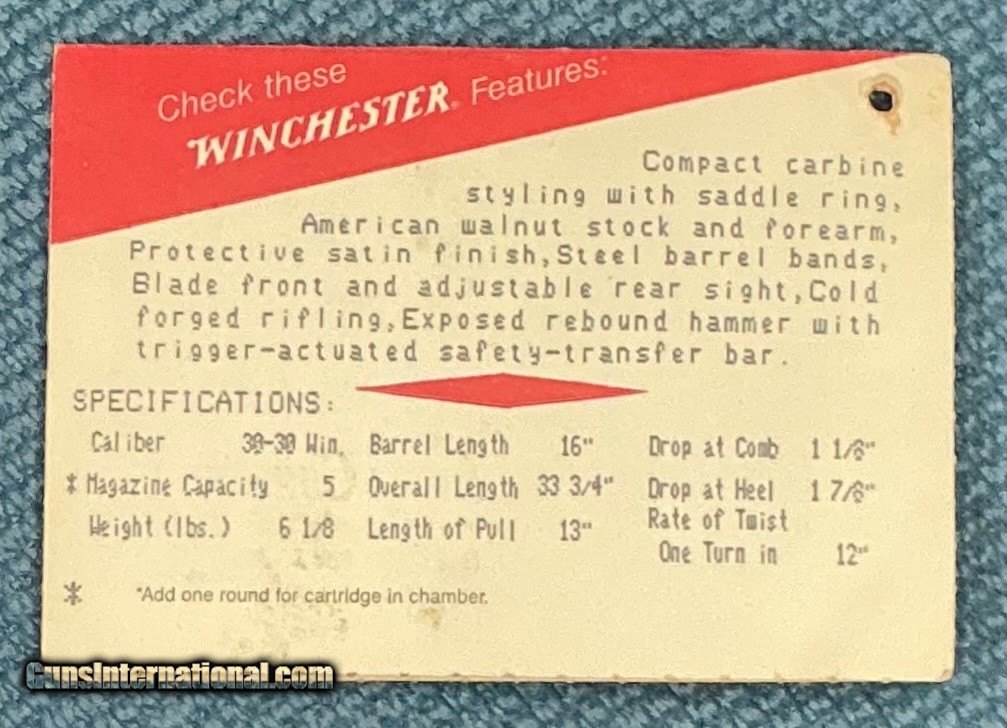 Check these
WINCHESTER® Features:
Compact carbine
styling with saddle ring,
American walnut stock and forearm,
Protective satin finish,Steel barrel bands,
Blade front and adjustable rear sight,Cold
forged rifling,Exposed rebound hammer with
trigger-actuated safety-transfer bar.
SPECIFICATIONS:
Caliber 30-30 Win. Barrel Length 16" Drop at Comb 1 1/8"
* Magazine Capacity 5 Overall Length 33 3/4" Drop at Heel 1 7/8"
Weight (lbs.) 6 1/8 Length of Pull 13" Rate of Twist
One Turn in 12"
* *Add one round for cartridge in chamber.
GunsInternational.com